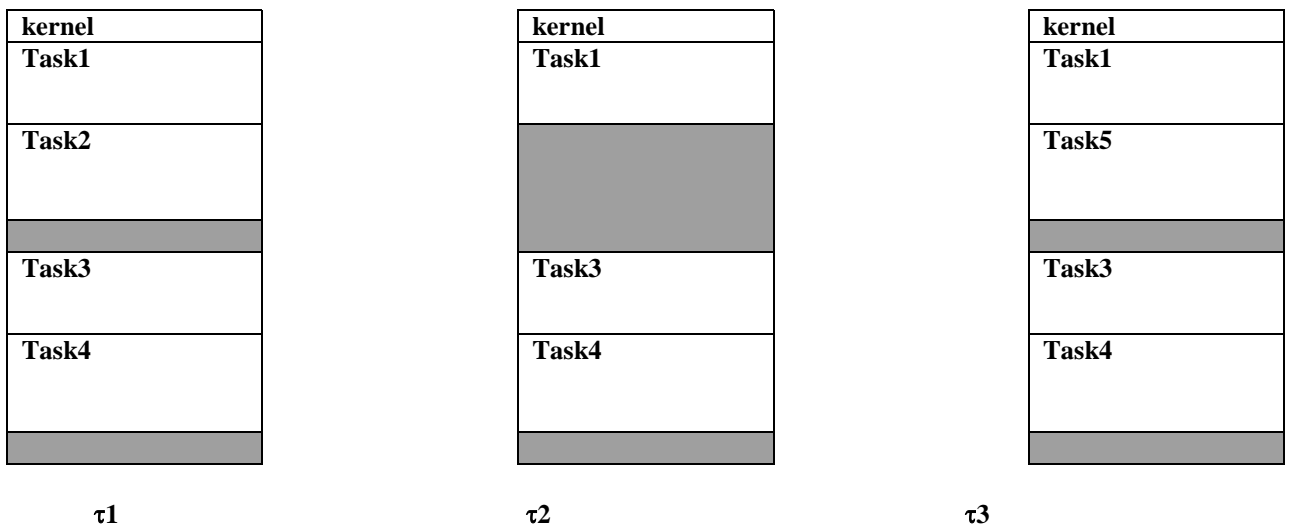 kernel
Task1
Task2
Task3
Task4
τ1
kernel
Task1
Task3
Task4
τ2
kernel
Task1
Task5
Task3
Task4
τ3